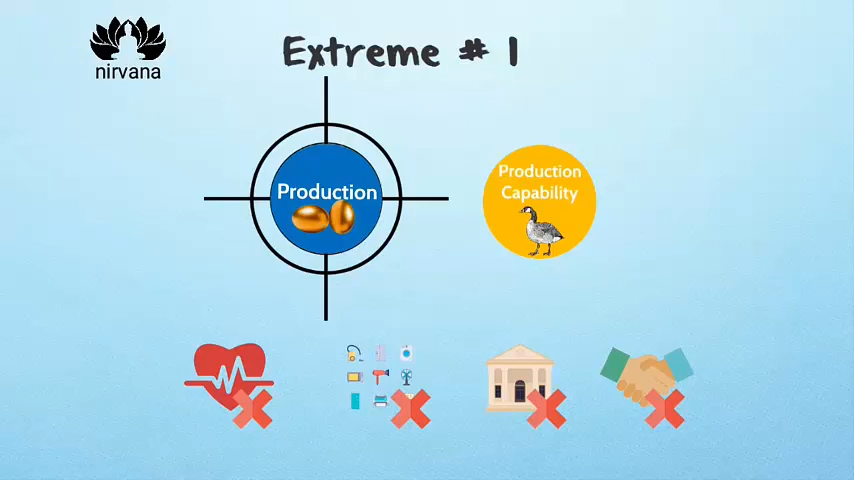 nirvana
Extreme # 1
Production
Production
Capability